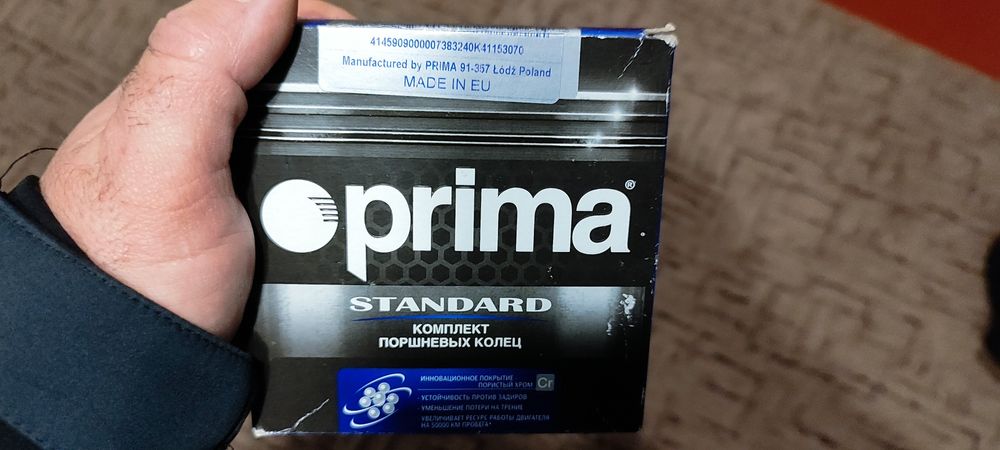 4145909000007383240K41153070
Manufactured by PRIMA 91-357 Łódź Poland
MADE IN EU
prima®
STANDARD
КОМПЛЕКТ
ПОРШНЕВЫХ КОЛЕЦ
ИННОВАЦИОННОЕ ПОКРЫТИЕ
ПОРИСТЫЙ ХРОМ Cr
· УСТОЙЧИВОСТЬ ПРОТИВ ЗАДИРОВ
· УМЕНЬШЕНИЕ ПОТЕРИ НА ТРЕНИЕ
· УВЕЛИЧИВАЕТ РЕСУРС РАБОТЫ ДВИГАТЕЛЯ
НА 50000 КМ ПРОБЕГА*